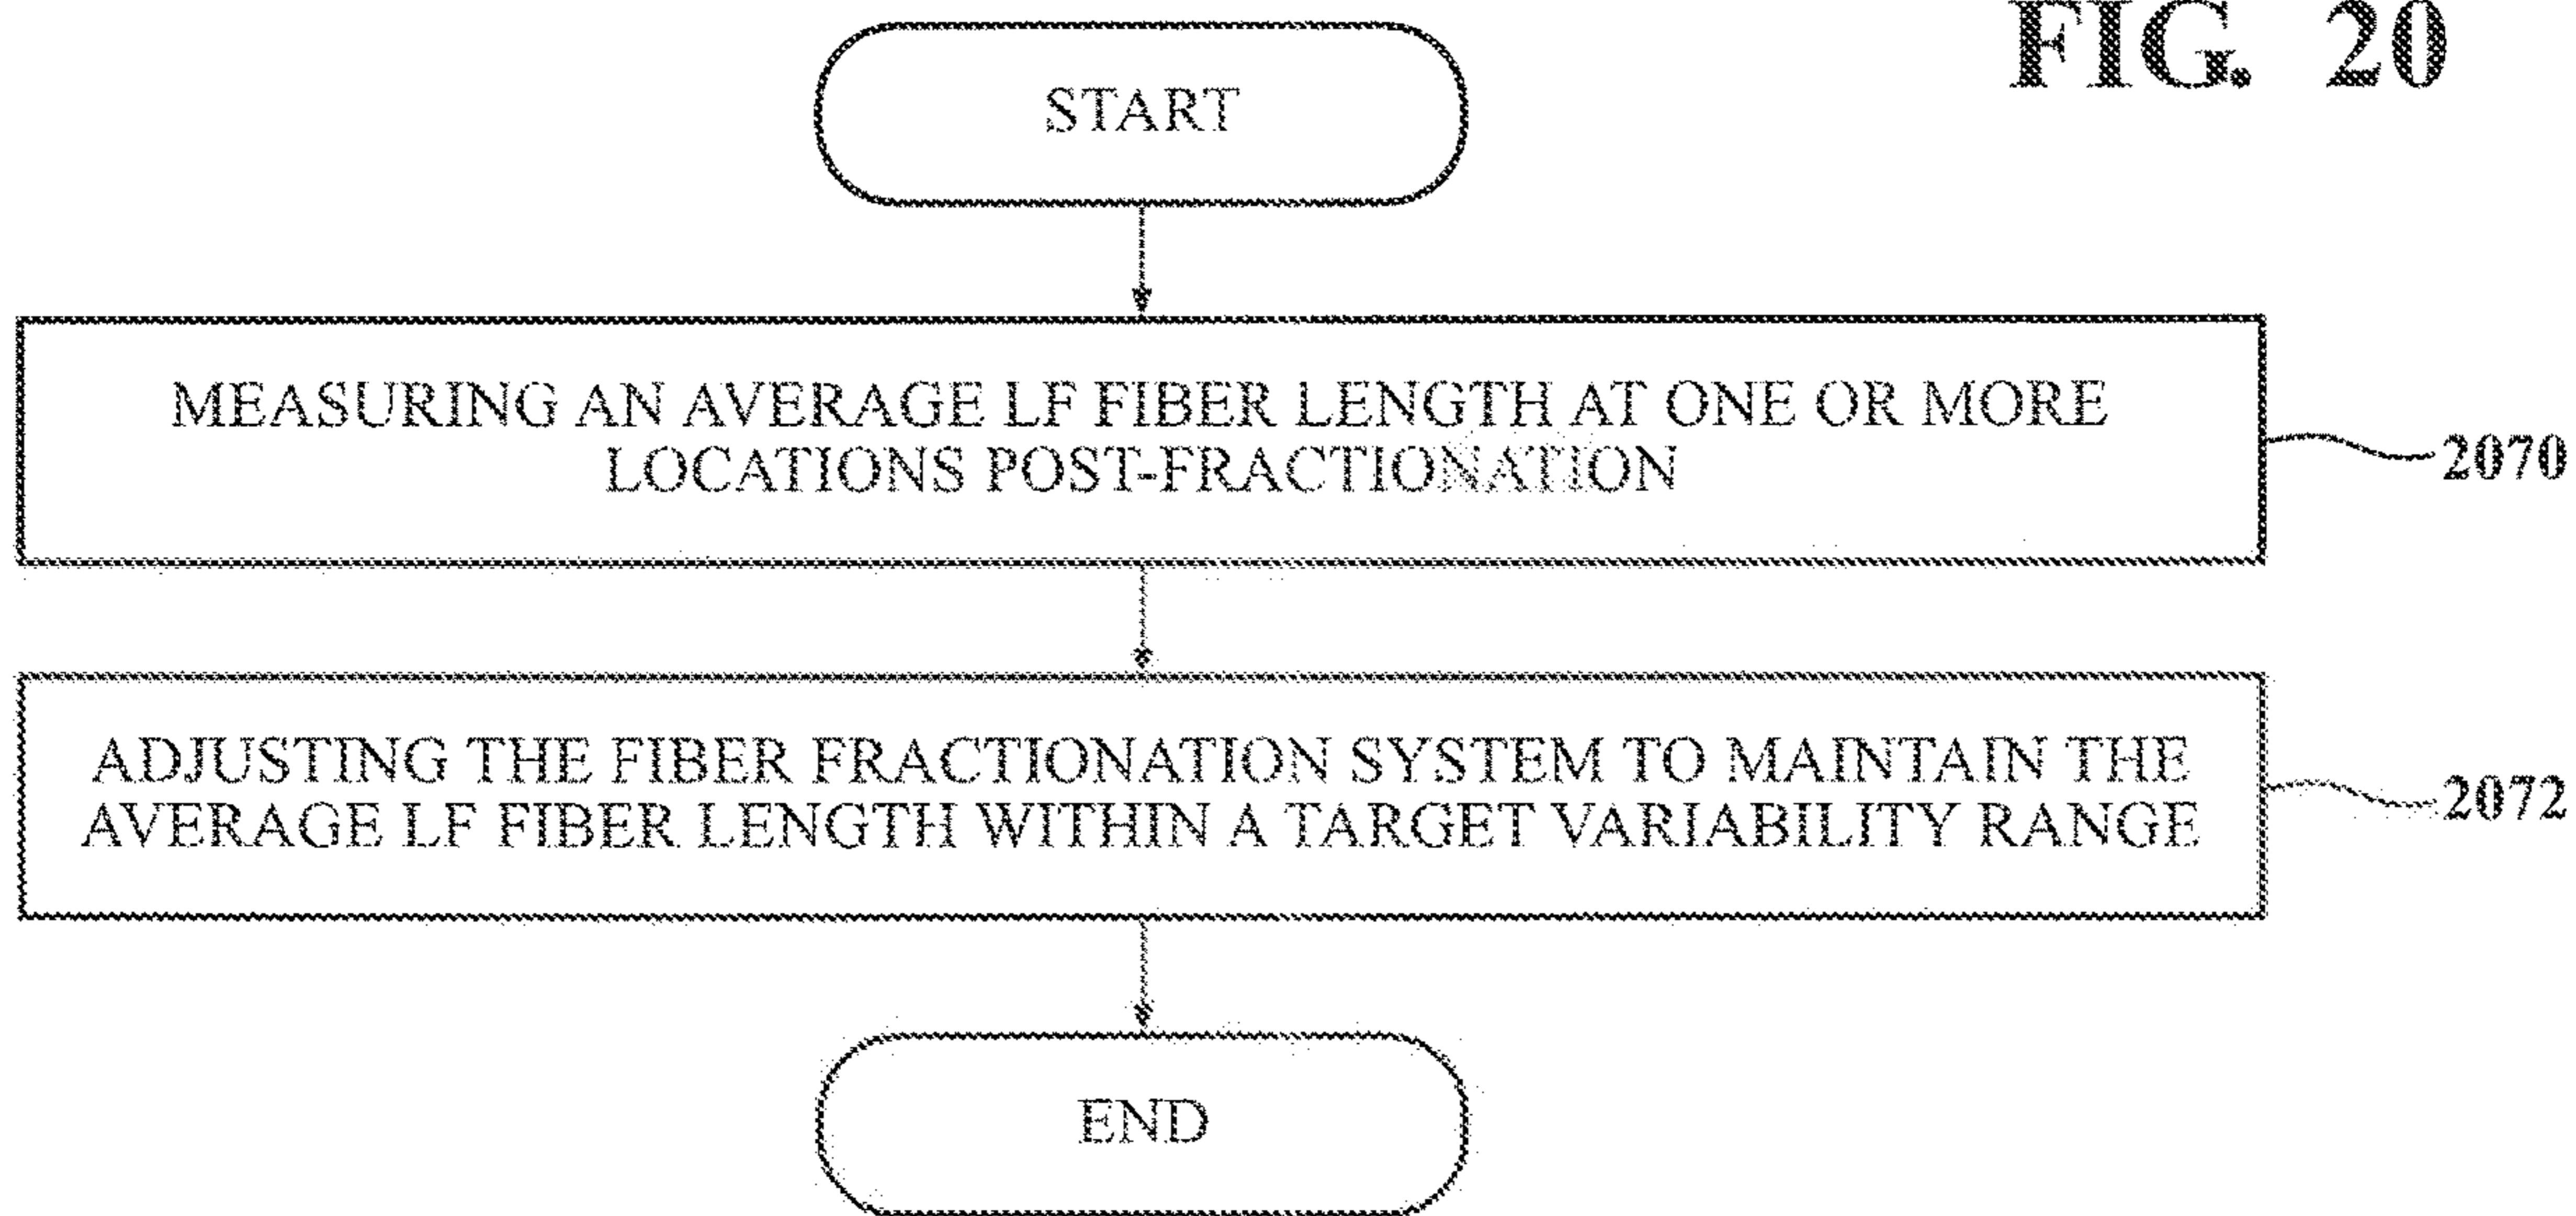 FIG. 20
START
MEASURING AN AVERAGE LF FIBER LENGTH AT ONE OR MORE
LOCATIONS POST-FRACTIONATION
2070
ADJUSTING THE FIBER FRACTIONATION SYSTEM TO MAINTAIN THE
AVERAGE LF FIBER LENGTH WITHIN A TARGET VARIABILITY RANGE
2072
END